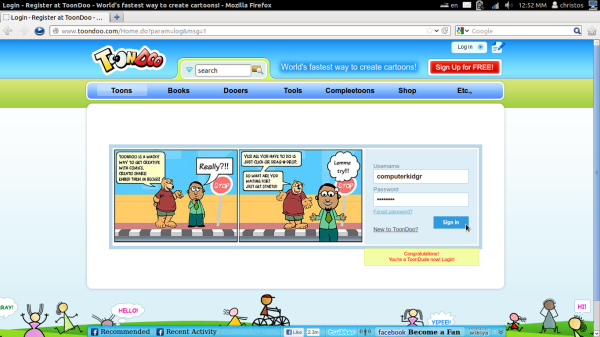 Login - Register at ToonDoo - World's fastest way to create cartoons! - Mozilla Firefox
en
12:52 MM
christos
Login - Register at ToonDoo - ...
www.toondoo.com/Home.do?param=log&msg=1
Google
Log in
TOONDOO
search
World's fastest way to create cartoons!
Sign Up for FREE!
Toons
Books
Dooers
Tools
Compleetoons
Shop
Etc.,
TOONDOO IS A WACKY
WAY TO GET CREATIVE
WITH COMICS.
CREATE SHARE
EMBED THEM IN BLOGS!
Really?!!
STOP
YES! ALL YOU HAVE TO DO IS
JUST CLICK OR DRAG-N-DROP.
SO WHAT ARE YOU
WAITING FOR?
JUST GET STARTED!
Lemme
try!!!
STOP
Username
computerkidgr
Password
Forgot password?
Sign In
New to ToonDoo?
Congratulations!
You're a ToonDude now! Login!
RAY!
HELLO!
YIPEE!
HI!
Recommended
Recent Activity
Like
2.3m
twitter
facebook
Become a Fan
wibiya